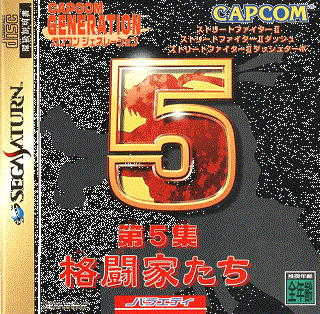 CAPCOM
GENERATION
カプコン ジェネレーション
CAPCOM
ストリートファイターⅡ
ストリートファイターⅡダッシュ
ストリートファイターⅡダッシュターボ
5
第5集
格闘家たち
バラエティ
推奨年齢
全年齢
SEGA SATURN